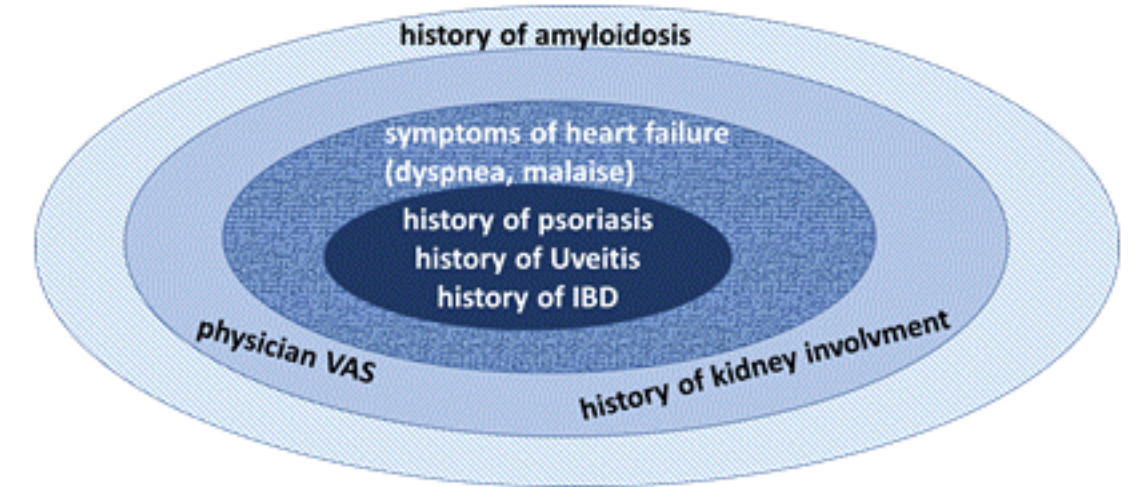 history of amyloidosis
symptoms of heart failure
(dyspnea, malaise)
history of psoriasis
history of Uveitis
history of IBD
physician VAS
history of kidney involvment